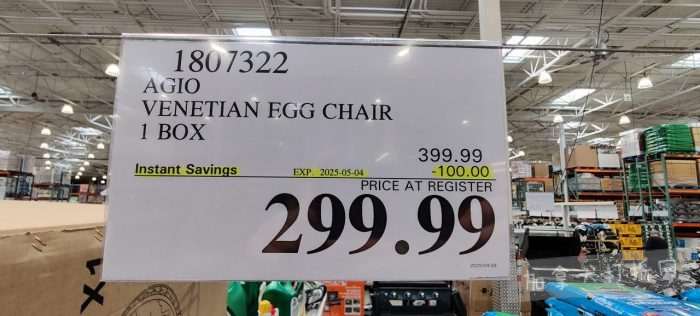 1807322
AGIO
VENETIAN EGG CHAIR
1 BOX
399.99
Instant Savings EXP. 2025-05-04 -100.00
PRICE AT REGISTER
299.99